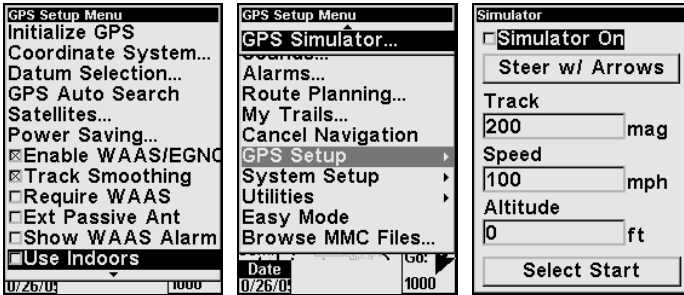 GPS Setup Menu
Initialize GPS
Coordinate System...
Datum Selection...
GPS Auto Search
Satellites...
Power Saving...
Enable WAAS/EGNO
Track Smoothing
Require WAAS
Ext Passive Ant
Show WAAS Alarm
Use Indoors
1000
GPS Setup Menu
GPS Simulator...
Alarms...
Route Planning...
My Trails...
Cancel Navigation
GPS Setup
System Setup
Utilities
Easy Mode
Browse MMC Files...
Date
Go:
1000
Simulator
Simulator On
Steer w/ Arrows
Track
200 mag
Speed
100 mph
Altitude
0 ft
Select Start